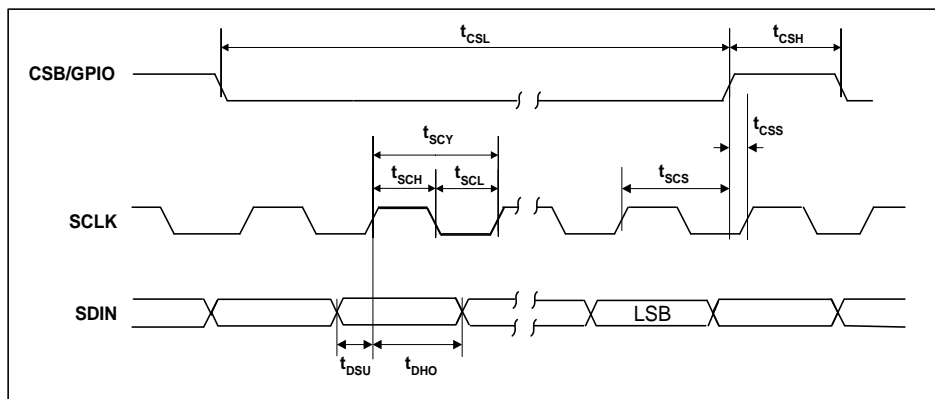 tCSL
tCSH
CSB/GPIO
tCSS
tSCY
tSCH
tSCL
tSCS
SCLK
SDIN
LSB
tDSU
tDHO